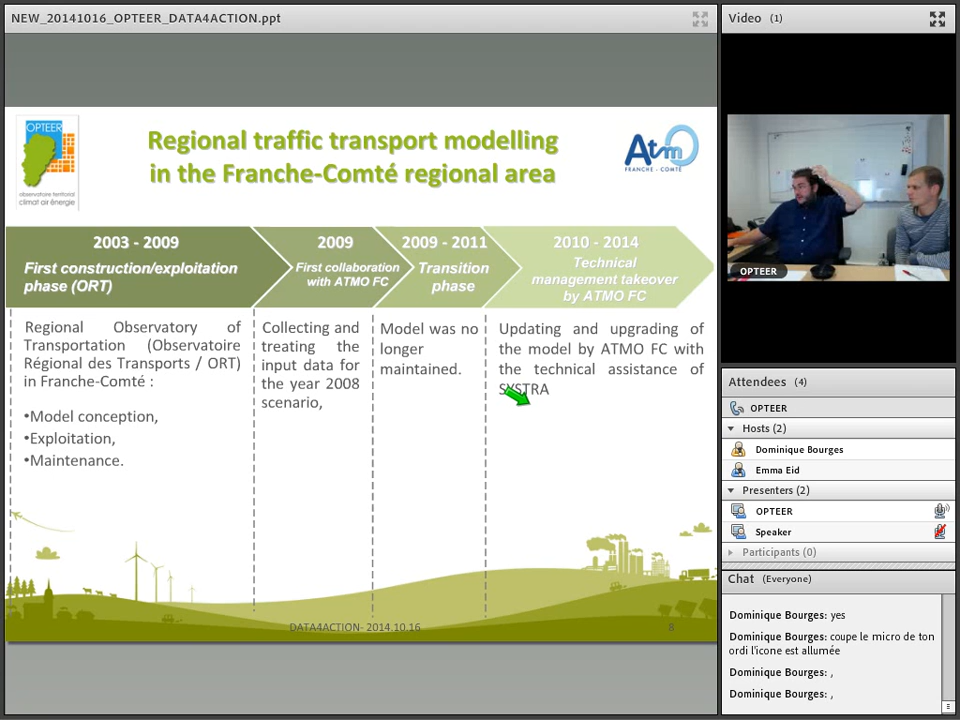 NEW_20141016_OPTEER_DATA4ACTION.ppt
OPTEER
observatoire territorial
climat air énergie
Regional traffic transport modelling
in the Franche-Comté regional area
Atmo
FRANCHE - COMTÉ
2003 - 2009
First construction/exploitation
phase (ORT)
2009
First collaboration
with ATMO FC
2009 - 2011
Transition
phase
2010 - 2014
Technical
management takeover
by ATMO FC
Regional Observatory of
Transportation (Observatoire
Régional des Transports / ORT)
in Franche-Comté :
•Model conception,
•Exploitation,
•Maintenance.
Collecting and
treating the
input data for
the year 2008
scenario,
Model was no
longer
maintained.
Updating and upgrading of
the model by ATMO FC with
the technical assistance of
SYSTRA
DATA4ACTION- 2014.10.16
8
Video (1)
OPTEER
Attendees (4)
OPTEER
Hosts (2)
Dominique Bourges
Emma Eid
Presenters (2)
OPTEER
Speaker
Participants (0)
Chat (Everyone)
Dominique Bourges: yes
Dominique Bourges: coupe le micro de ton
ordi l'icone est allumée
Dominique Bourges: ,
Dominique Bourges: ,